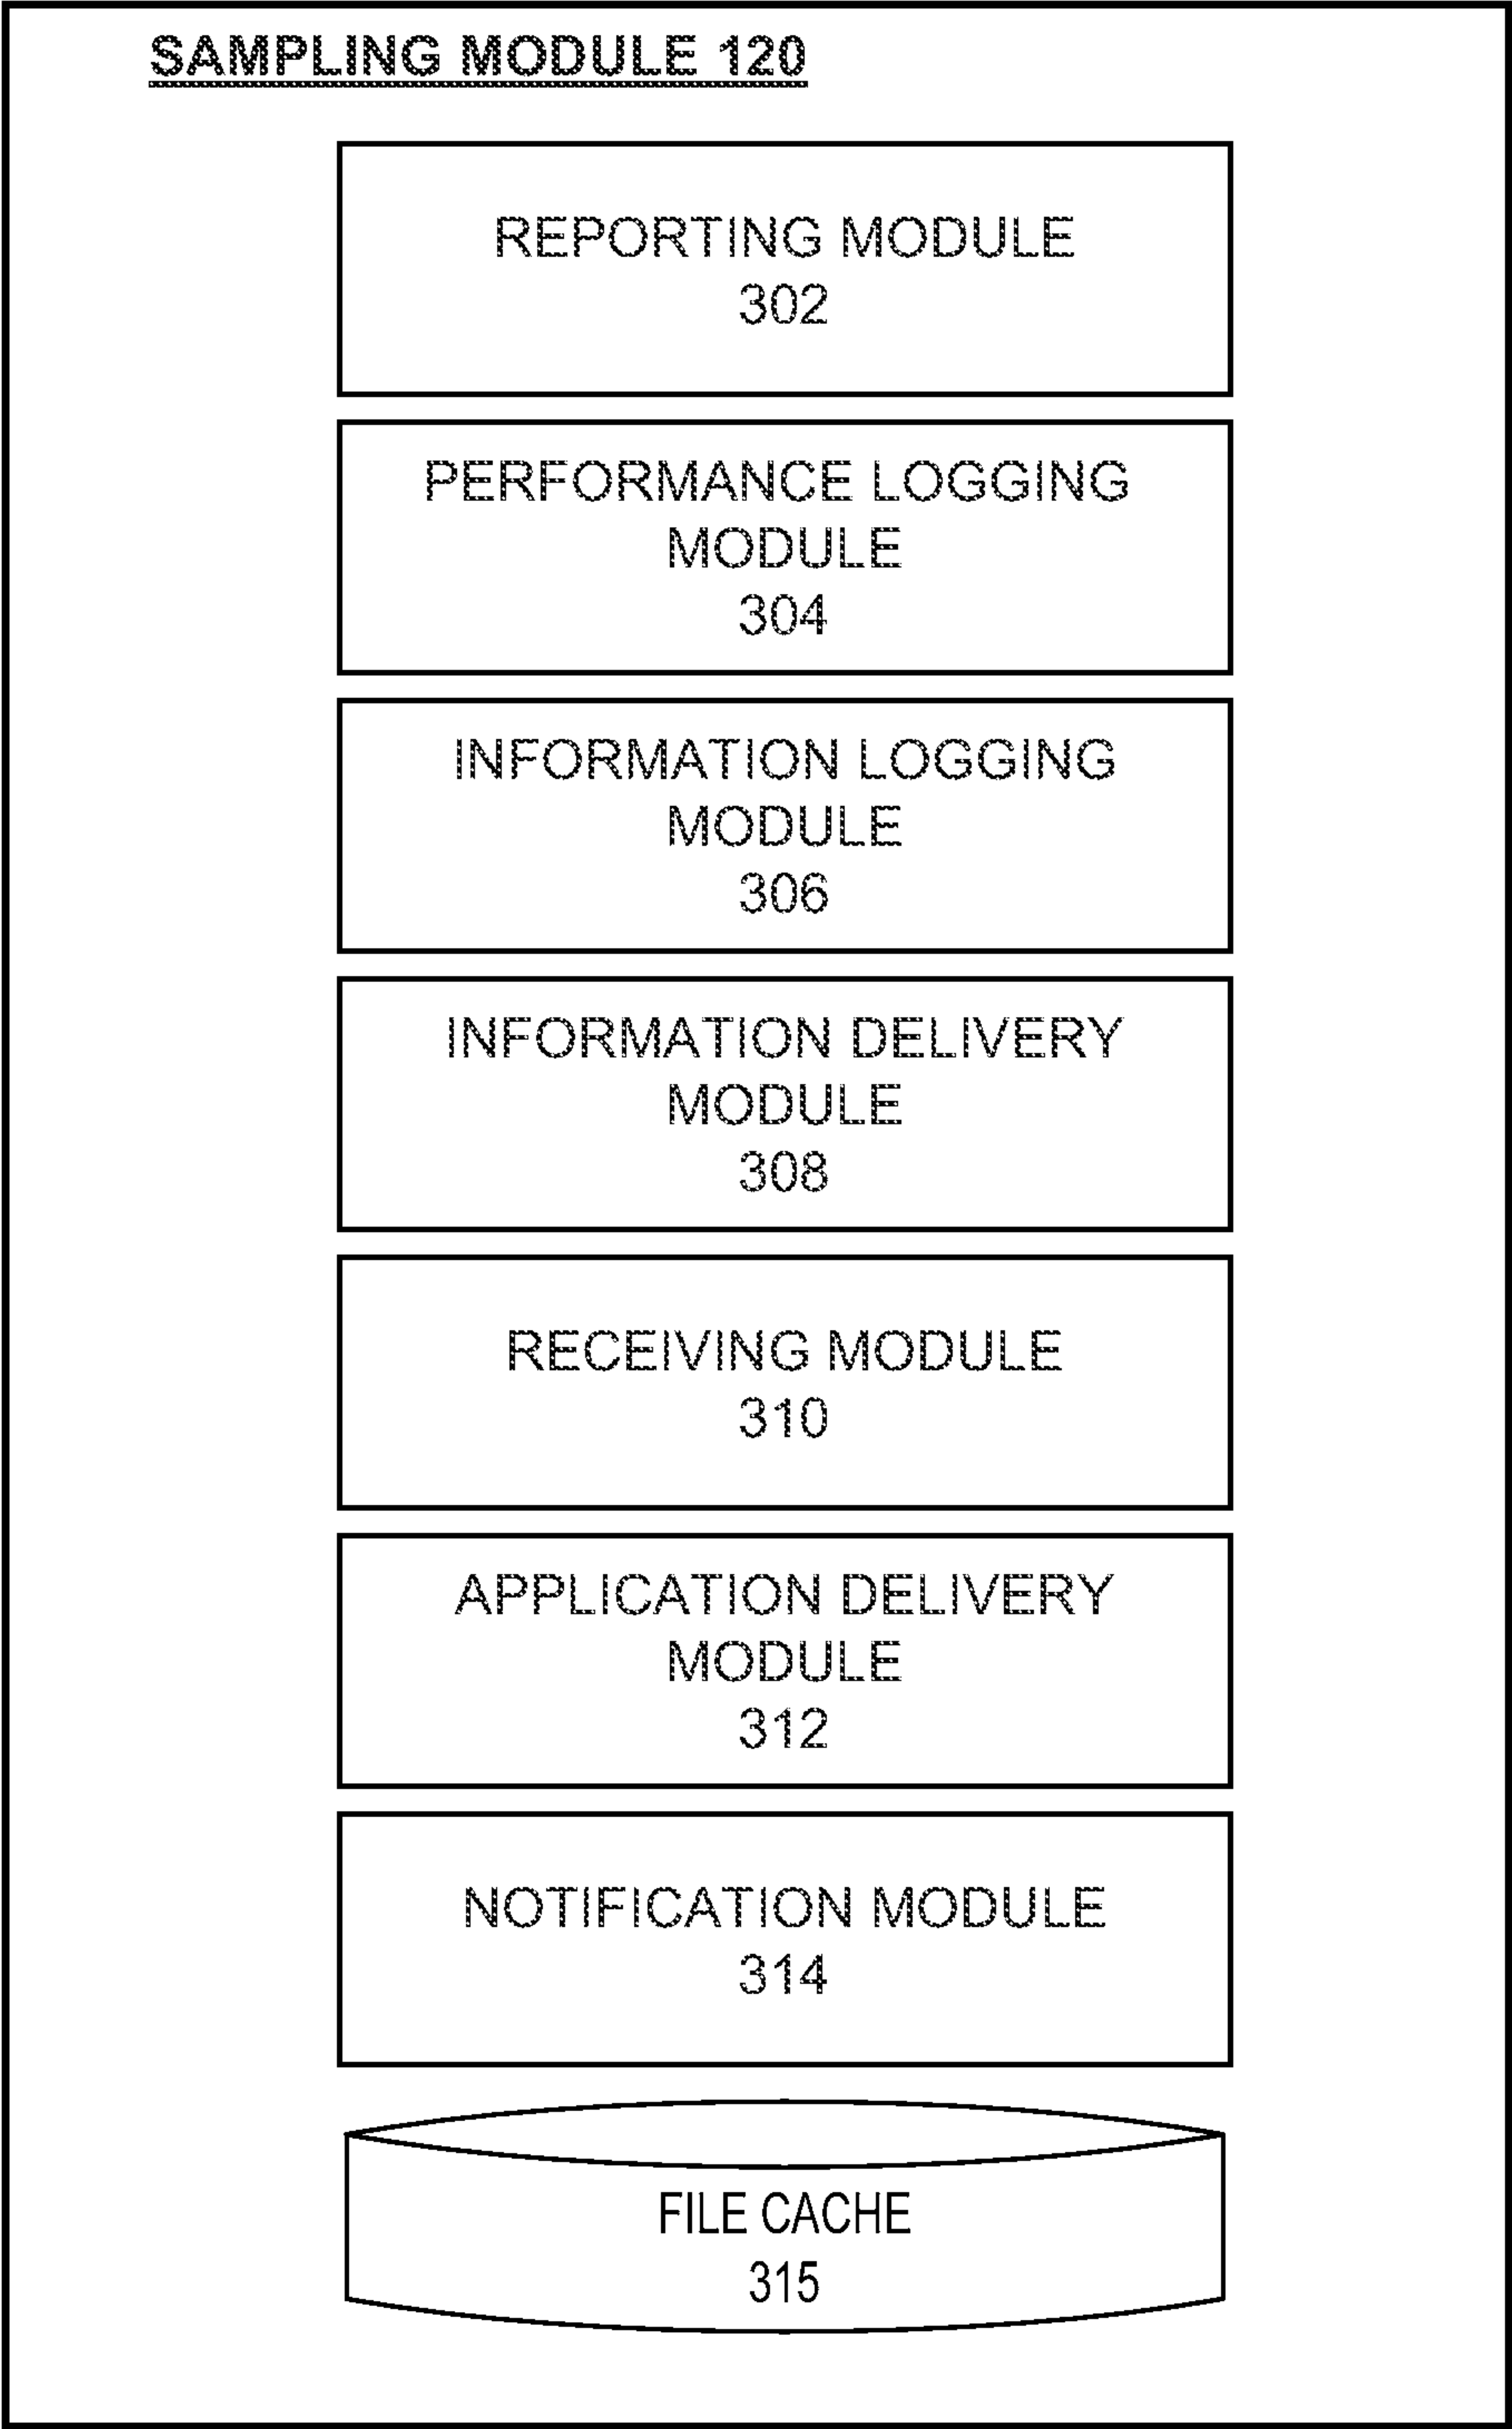 SAMPLING MODULE 120
REPORTING MODULE
302
PERFORMANCE LOGGING
MODULE
304
INFORMATION LOGGING
MODULE
306
INFORMATION DELIVERY
MODULE
308
RECEIVING MODULE
310
APPLICATION DELIVERY
MODULE
312
NOTIFICATION MODULE
314
FILE CACHE
315